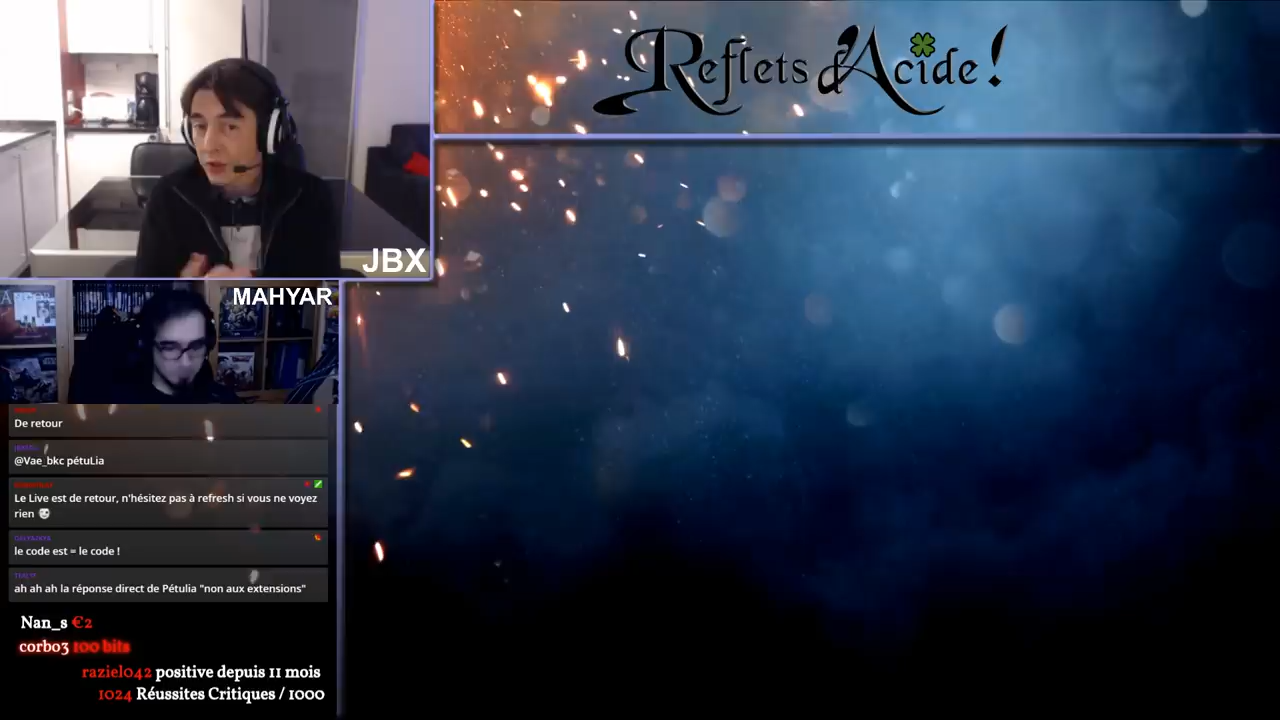 Reflets d'Acide !
JBX
MAHYAR
De retour
@Vae_bkc pétuLia
Le Live est de retour, n'hésitez pas à refresh si vous ne voyez
rien
le code est = le code !
ah ah ah la réponse direct de Pétulia "non aux extensions"
Nan_s €2
corbo3 100 bits
raziel042 positive depuis 11 mois
1024 Réussites Critiques / 1000